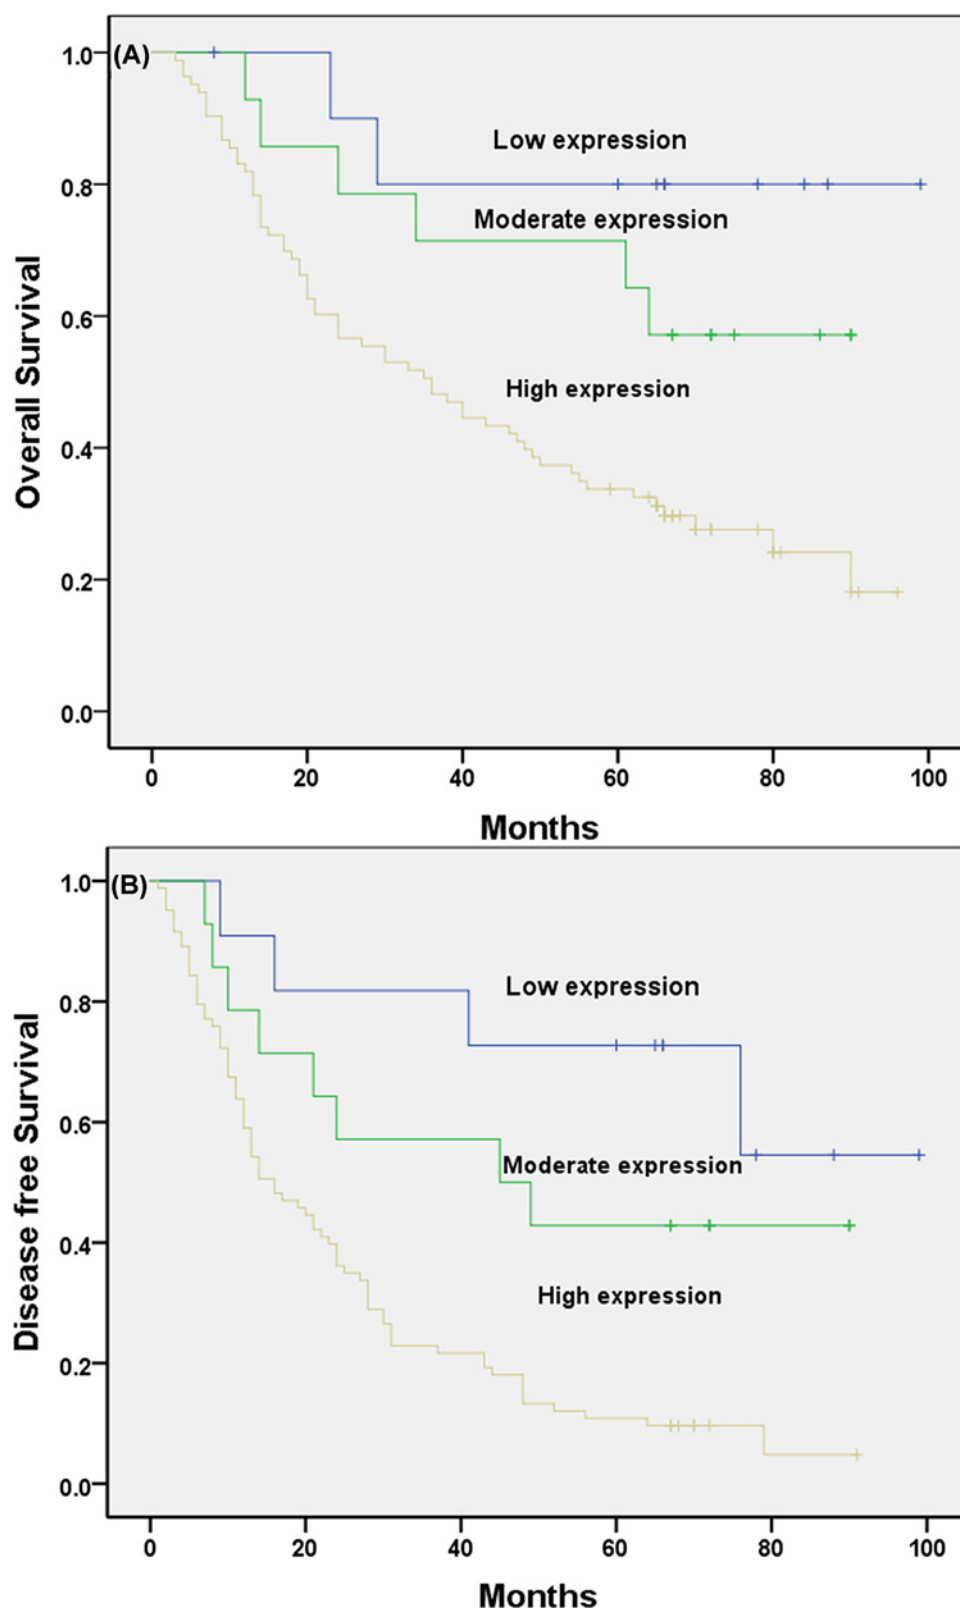 (A)
1.0
0.8
0.6
0.4
0.2
0.0
Overall Survival
Low expression
Moderate expression
High expression
0 20 40 60 80 100
Months
(B)
1.0
0.8
0.6
0.4
0.2
0.0
Disease free Survival
Low expression
Moderate expression
High expression
0 20 40 60 80 100
Months